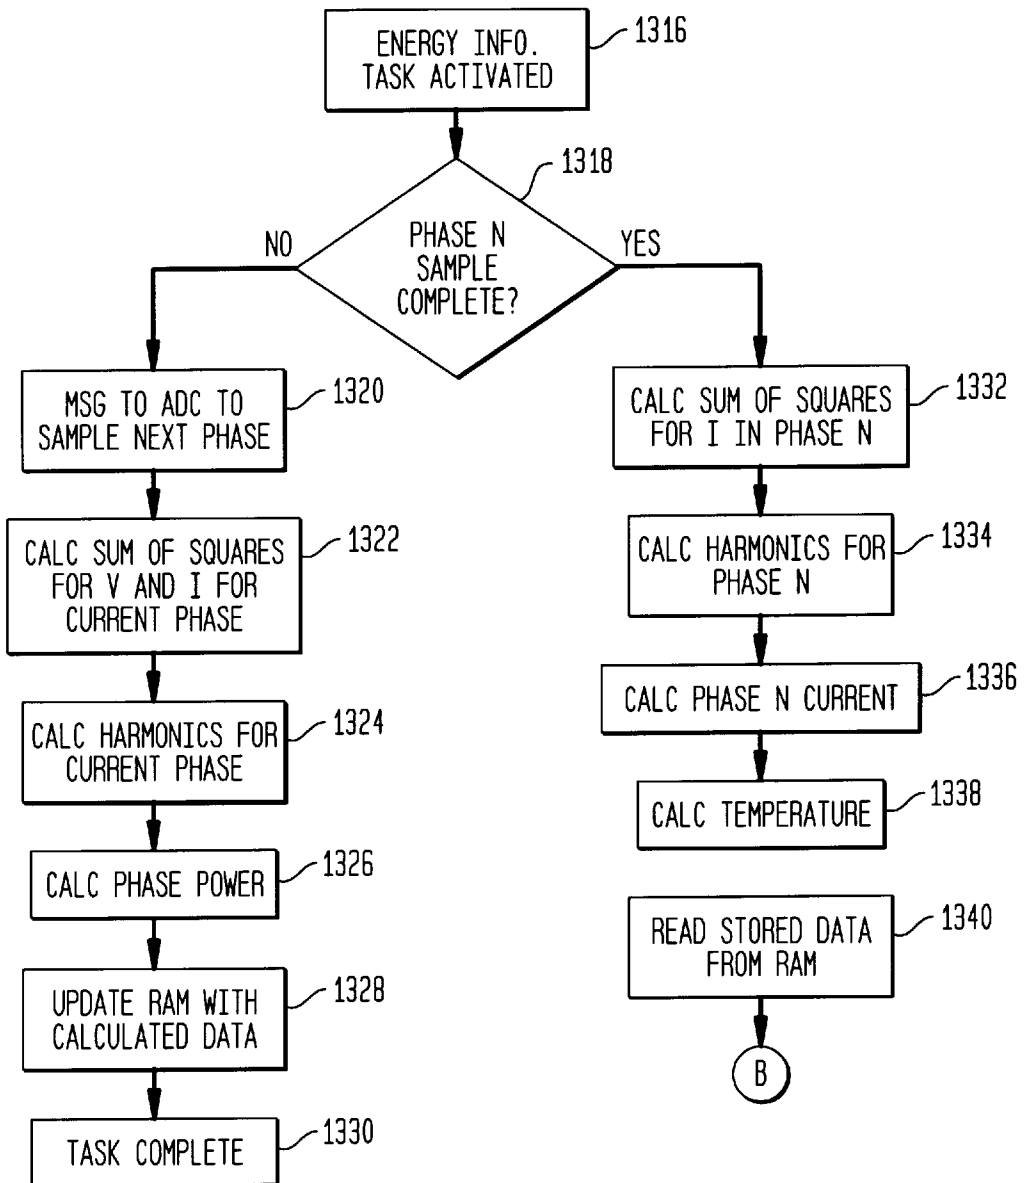 ENERGY INFO.
TASK ACTIVATED
1316
1318
PHASE N
SAMPLE
COMPLETE?
NO
YES
MSG TO ADC TO
SAMPLE NEXT PHASE
1320
CALC SUM OF SQUARES
FOR V AND I FOR
CURRENT PHASE
1322
CALC HARMONICS FOR
CURRENT PHASE
1324
CALC PHASE POWER
1326
UPDATE RAM WITH
CALCULATED DATA
1328
TASK COMPLETE
1330
CALC SUM OF SQUARES
FOR I IN PHASE N
1332
CALC HARMONICS FOR
PHASE N
1334
CALC PHASE N CURRENT
1336
CALC TEMPERATURE
1338
READ STORED DATA
FROM RAM
1340
B